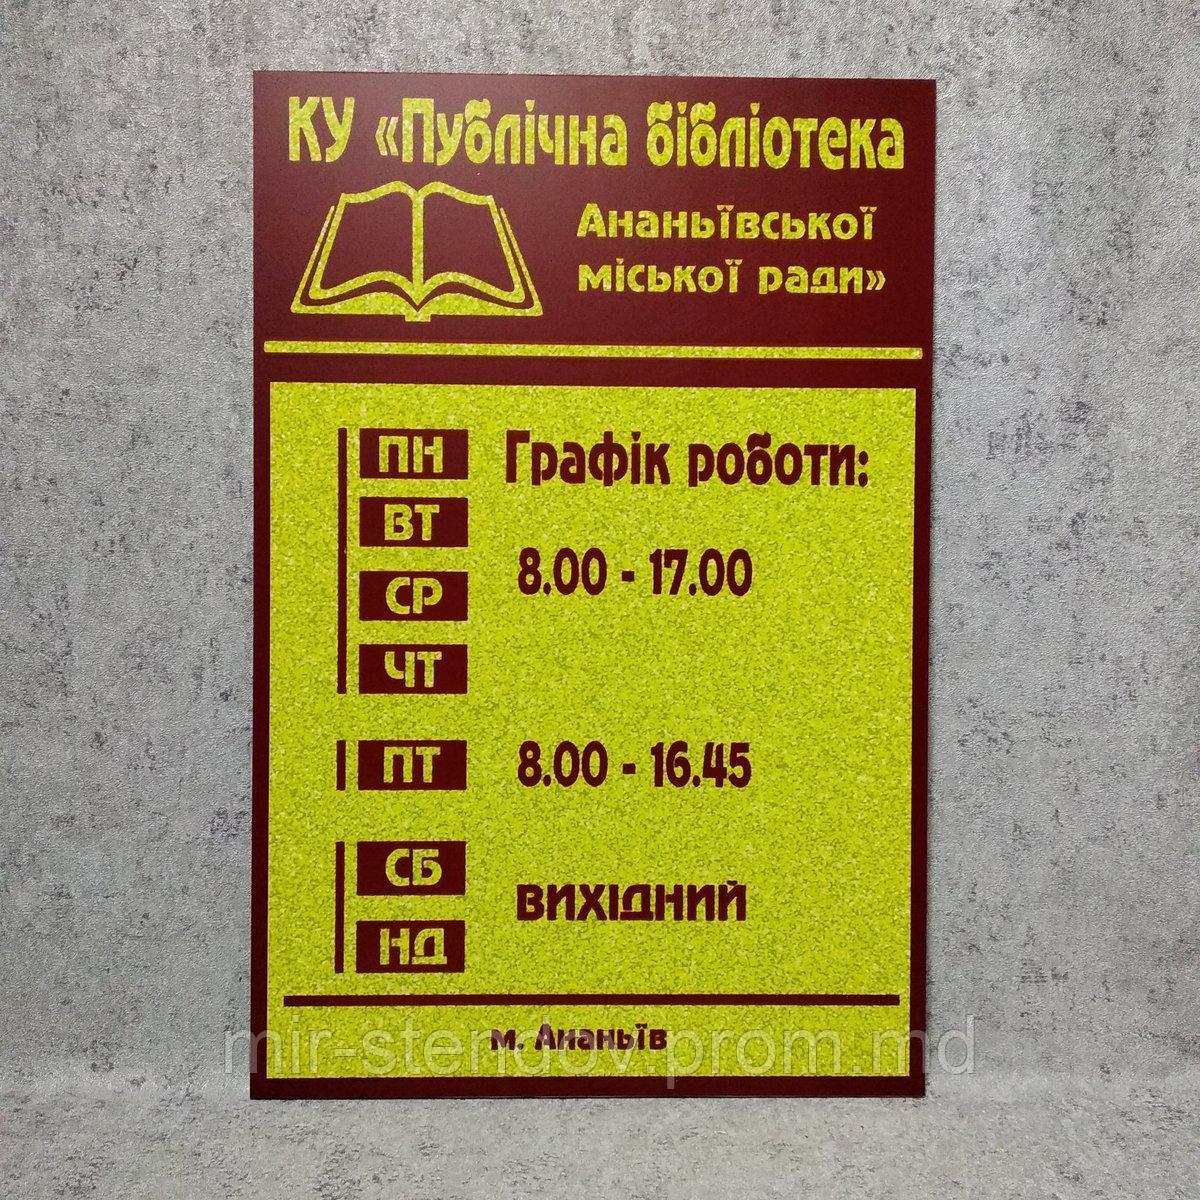 КУ «Публічна бібліотека
Ананьївської
міської ради»
Графік роботи:
ПН
ВТ
СР
ЧТ
8.00 - 17.00
ПТ
8.00 - 16.45
СБ
НД
ВИХІДНИЙ
м. Ананьїв
mir-stendov.prom.md